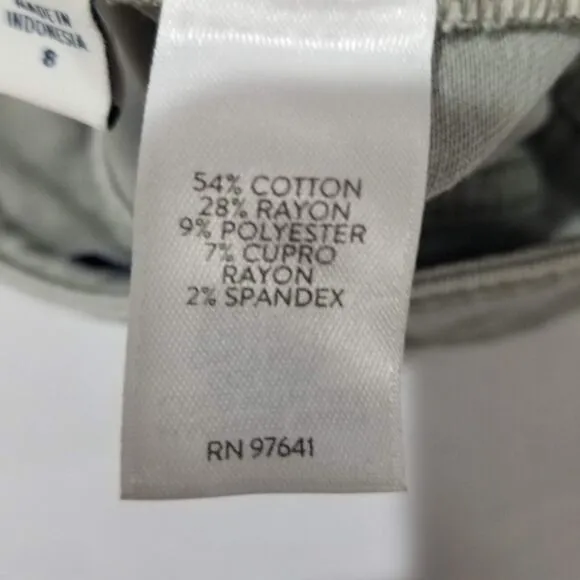 MADE IN
INDONESIA
8
54% COTTON
28% RAYON
9% POLYESTER
7% CUPRO
RAYON
2% SPANDEX
RN 97641